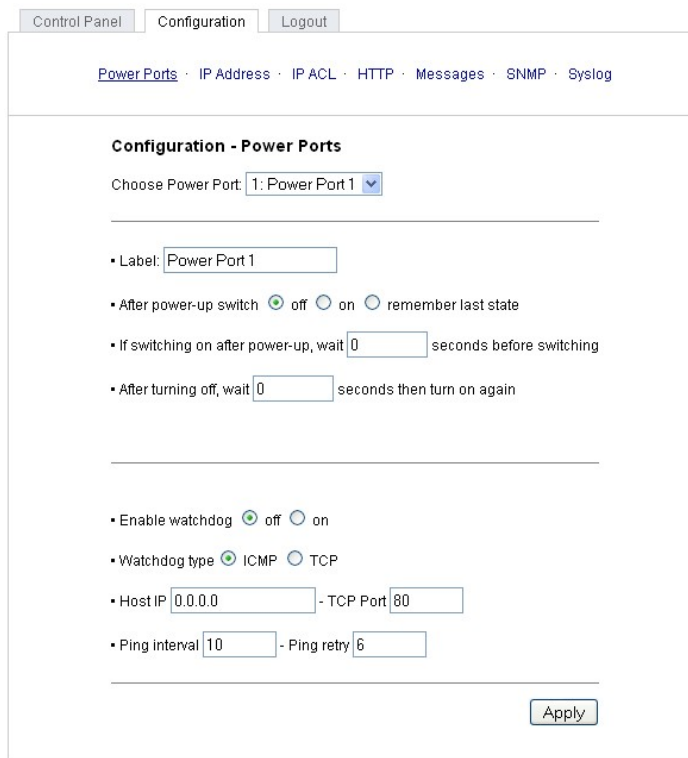 Control Panel Configuration Logout
Power Ports · IP Address · IP ACL · HTTP · Messages · SNMP · Syslog
Configuration - Power Ports
Choose Power Port: 1: Power Port 1
▪ Label: Power Port 1
▪ After power-up switch off on remember last state
▪ If switching on after power-up, wait 0 seconds before switching
▪ After turning off, wait 0 seconds then turn on again
▪ Enable watchdog off on
▪ Watchdog type ICMP TCP
▪ Host IP 0.0.0.0 - TCP Port 80
▪ Ping interval 10 - Ping retry 6
Apply